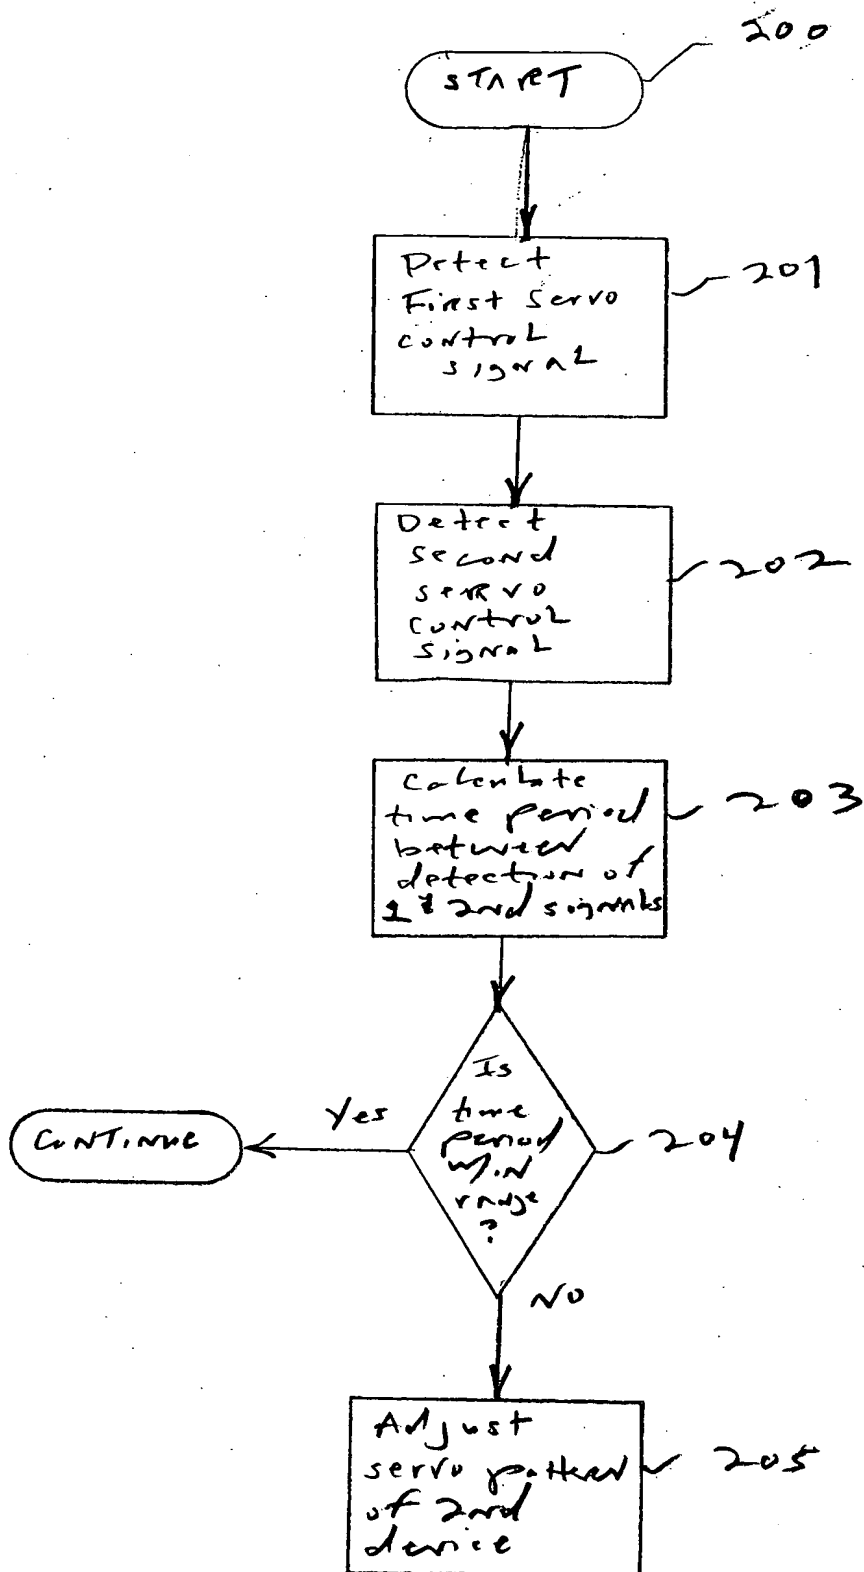 200
START
Detect
First servo
control
signal
201
Detect
second
servo
control
signal
202
Calculate
time period
between
detection of
1 & 2nd signals
203
Is
time
period
w/in
range
?
204
Yes
CONTINUE
NO
Adjust
servo pattern
of 2nd
device
205